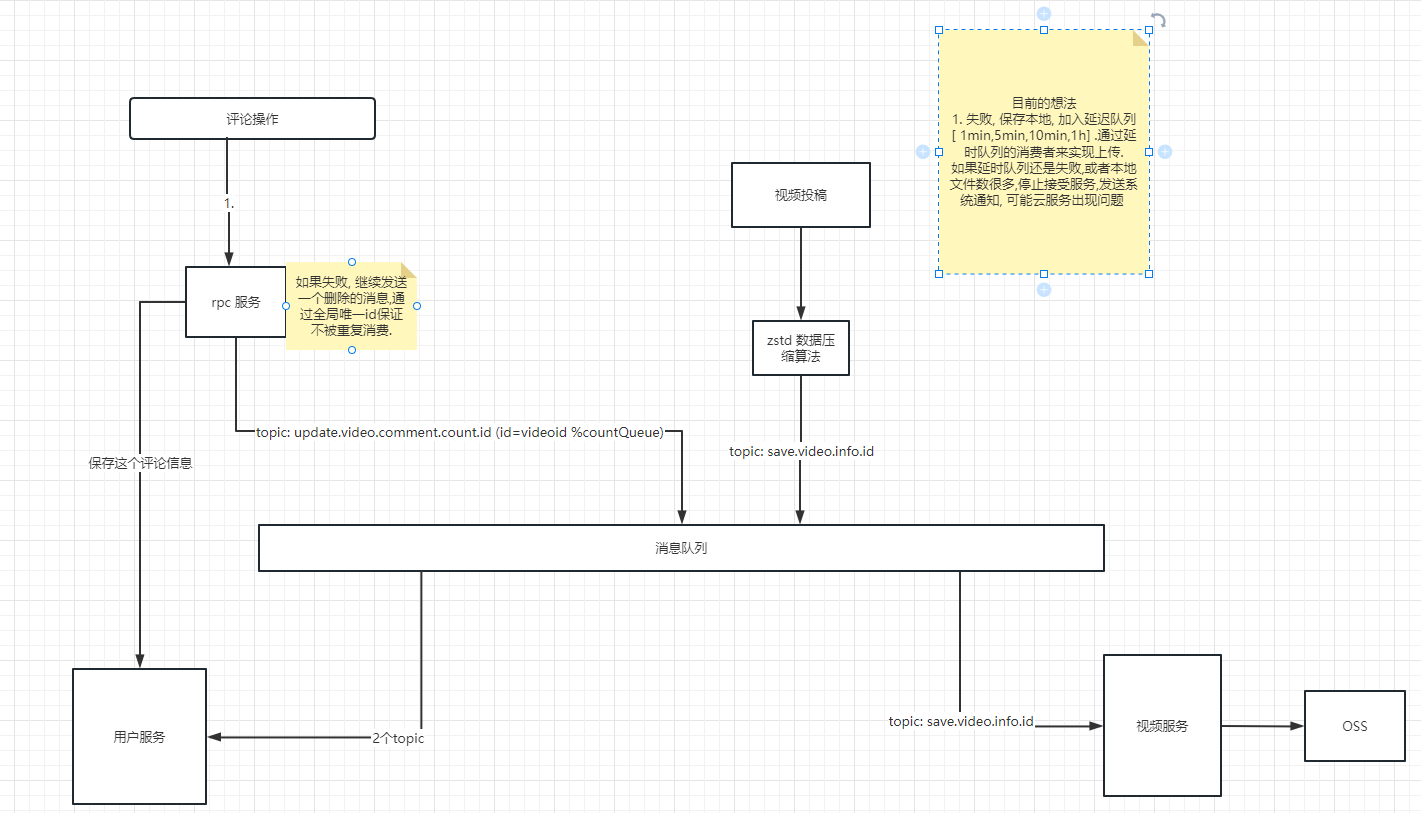 目前的想法
1. 失败, 保存本地, 加入延迟队列
[ 1min,5min,10min,1h] .通过延
时队列的消费者来实现上传.
如果延时队列还是失败,或者本地
文件数很多,停止接受服务,发送系
统通知, 可能云服务出现问题
评论操作
视频投稿
1.
rpc 服务
如果失败, 继续发送
一个删除的消息,通
过全局唯一id保证
不被重复消费.
zstd 数据压
缩算法
topic: update.video.comment.count.id (id=videoid %countQueue)
topic: save.video.info.id
保存这个评论信息
消息队列
用户服务
2个topic
topic: save.video.info.id
视频服务
OSS